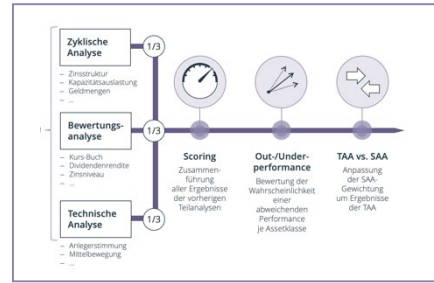 Zyklische
Analyse
1/3
– Zinsstruktur
– Kapazitätsauslastung
– Geldmengen
– ...
Bewertungs-
analyse
1/3
– Kurs-Buch
– Dividendenrendite
– Zinsniveau
– ...
Technische
Analyse
1/3
– Anlegerstimmung
– Mittelbewegung
– ...
Scoring
Zusammen-
führung
aller Ergebnisse
der vorherigen
Teilanalysen
Out-/Under-
performance
Bewertung der
Wahrscheinlichkeit
einer
abweichenden
Performance
je Assetklasse
TAA vs. SAA
Anpassung
der SAA-
Gewichtung
um Ergebnisse
der TAA